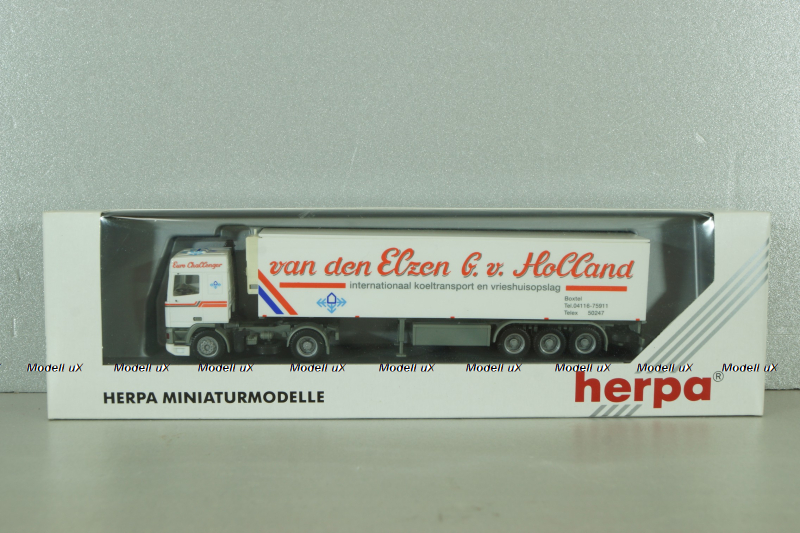 van den Elzen b.v. Holland
internationaal koeltransport en vrieshuisopslag
Boxtel
Tel. 04116-75911
Telex 50247
Euro Challenger
Modell uX Modell uX Modell uX Modell uX Modell uX Modell uX Modell uX Modell uX Modell uX
HERPA MINIATURMODELLE
herpa®